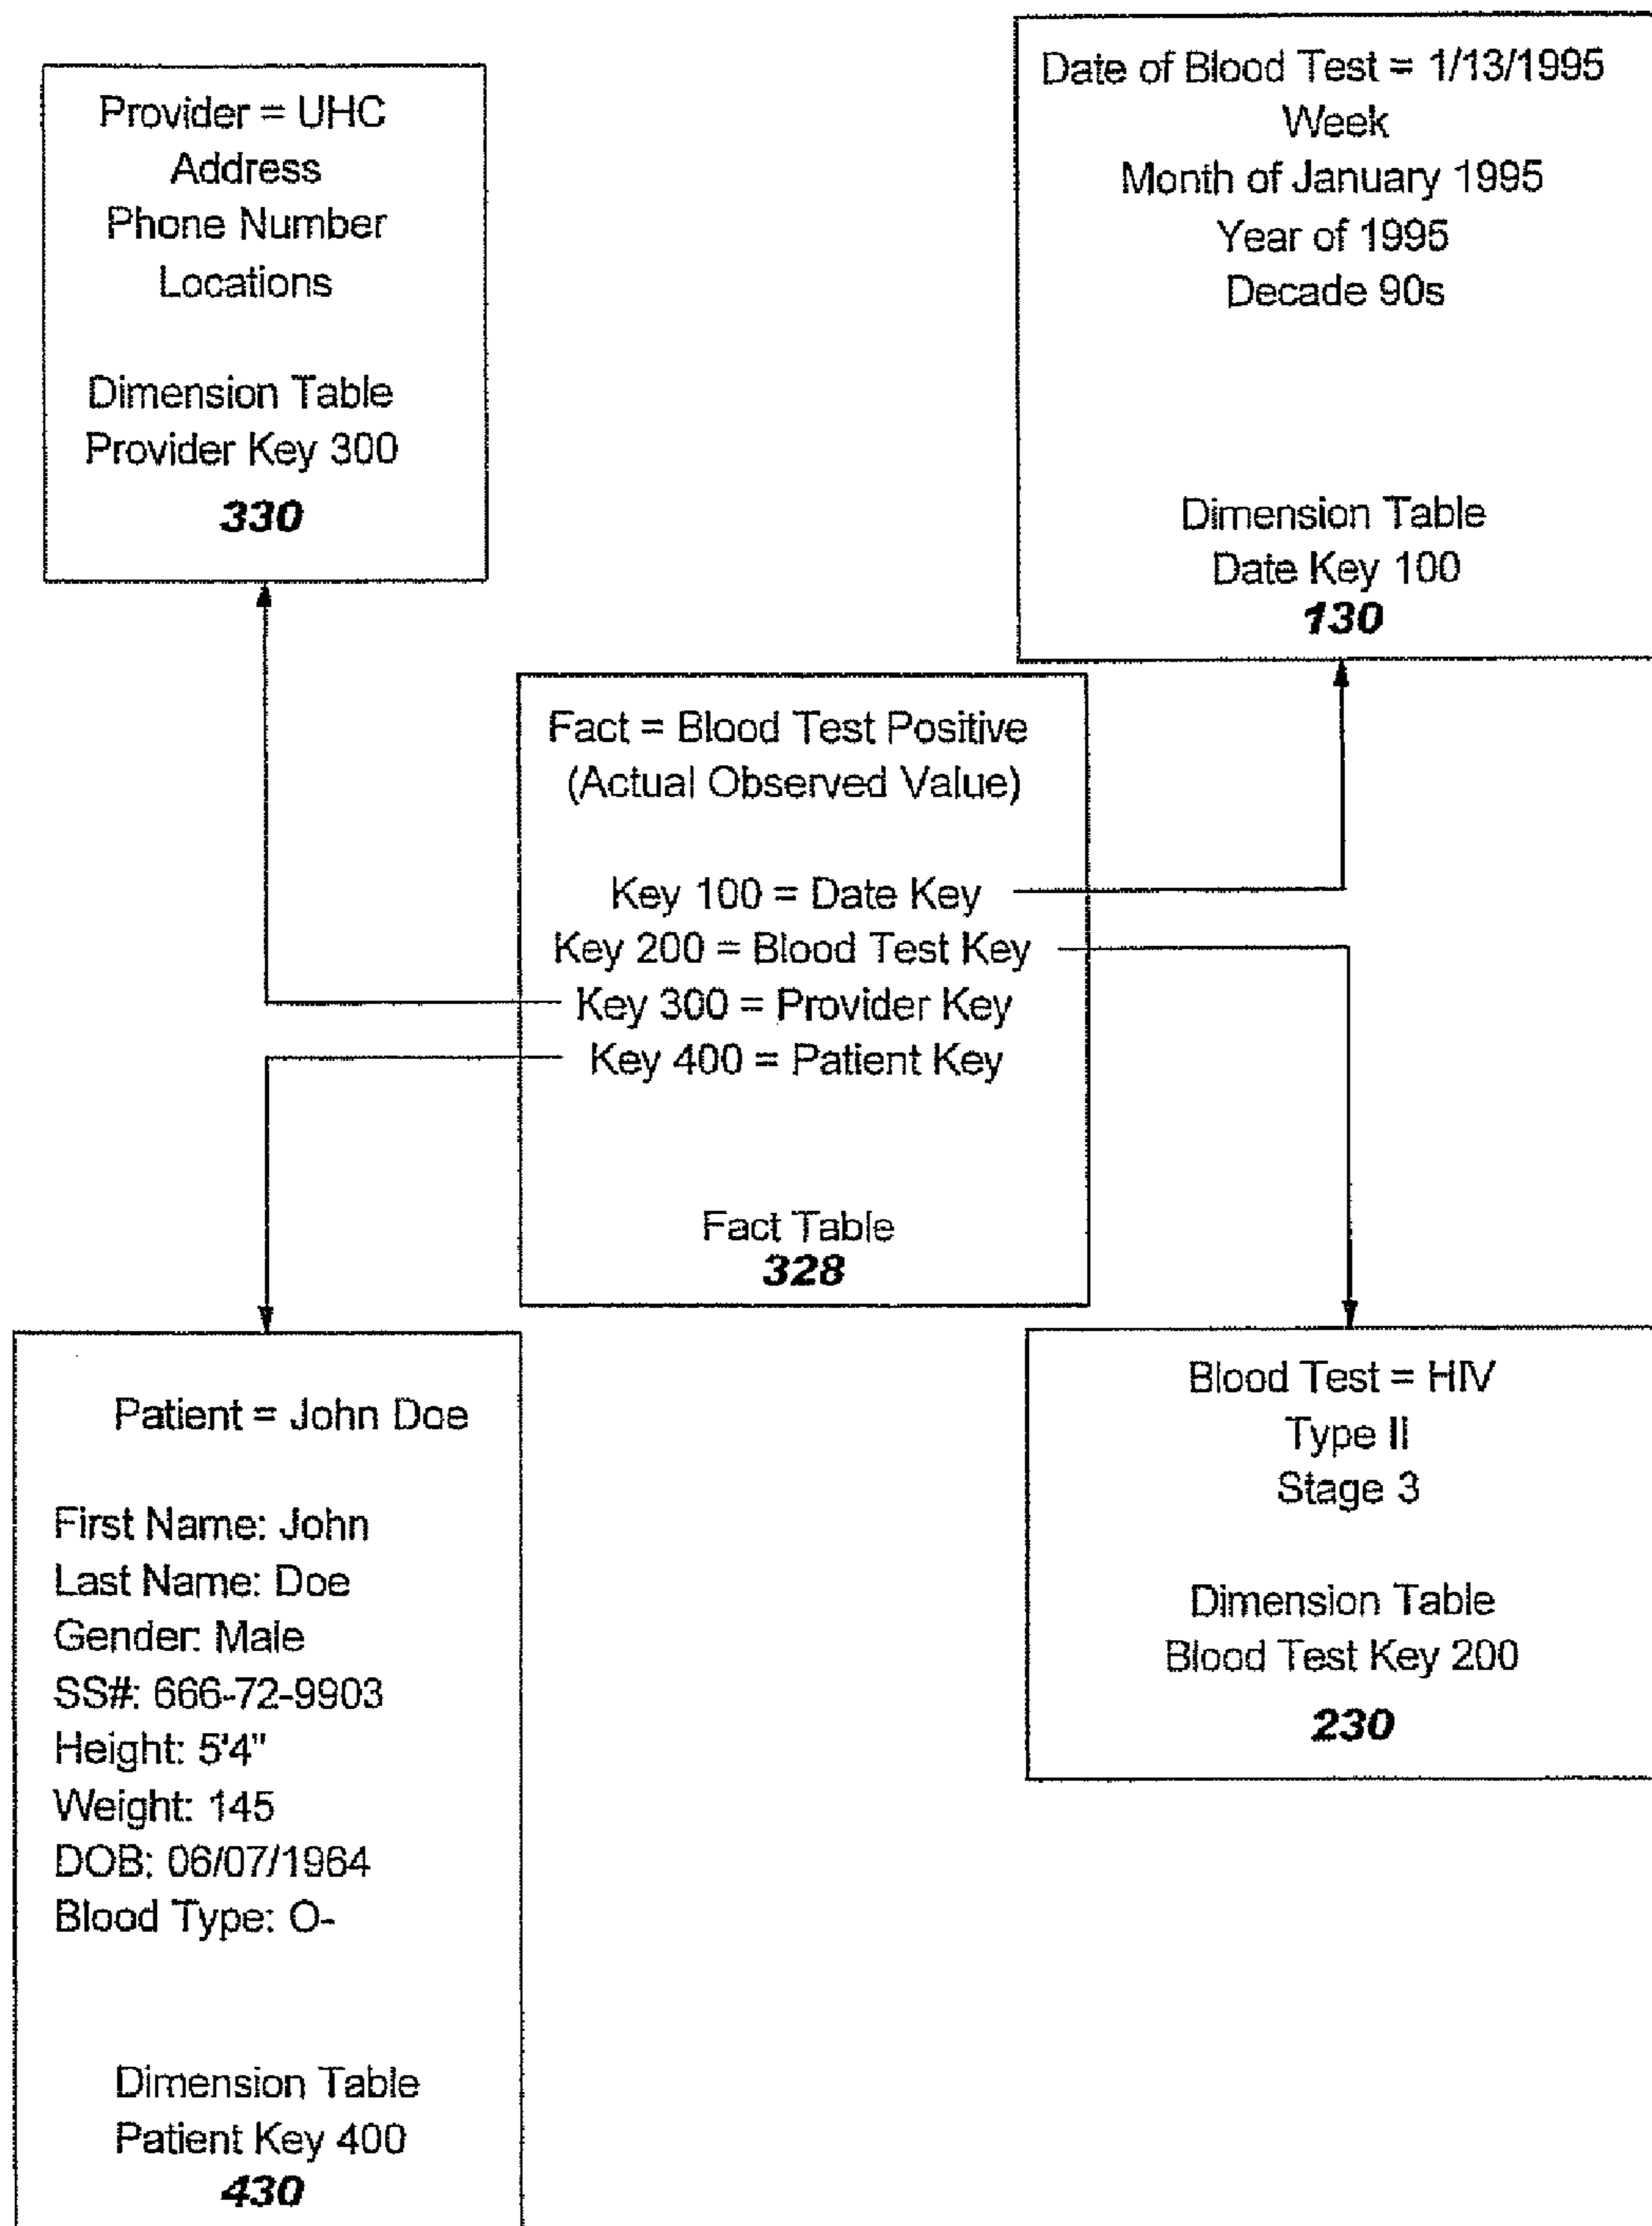 Provider = UHC
Address
Phone Number
Locations
Dimension Table
Provider Key 300
330
Date of Blood Test = 1/13/1995
Week
Month of January 1995
Year of 1995
Decade 90s
Dimension Table
Date Key 100
130
Fact = Blood Test Positive
(Actual Observed Value)
Key 100 = Date Key
Key 200 = Blood Test Key
Key 300 = Provider Key
Key 400 = Patient Key
Fact Table
328
Patient = John Doe
First Name: John
Last Name: Doe
Gender: Male
SS#: 666-72-9903
Height: 5'4"
Weight: 145
DOB: 06/07/1964
Blood Type: O-
Dimension Table
Patient Key 400
430
Blood Test = HIV
Type II
Stage 3
Dimension Table
Blood Test Key 200
230